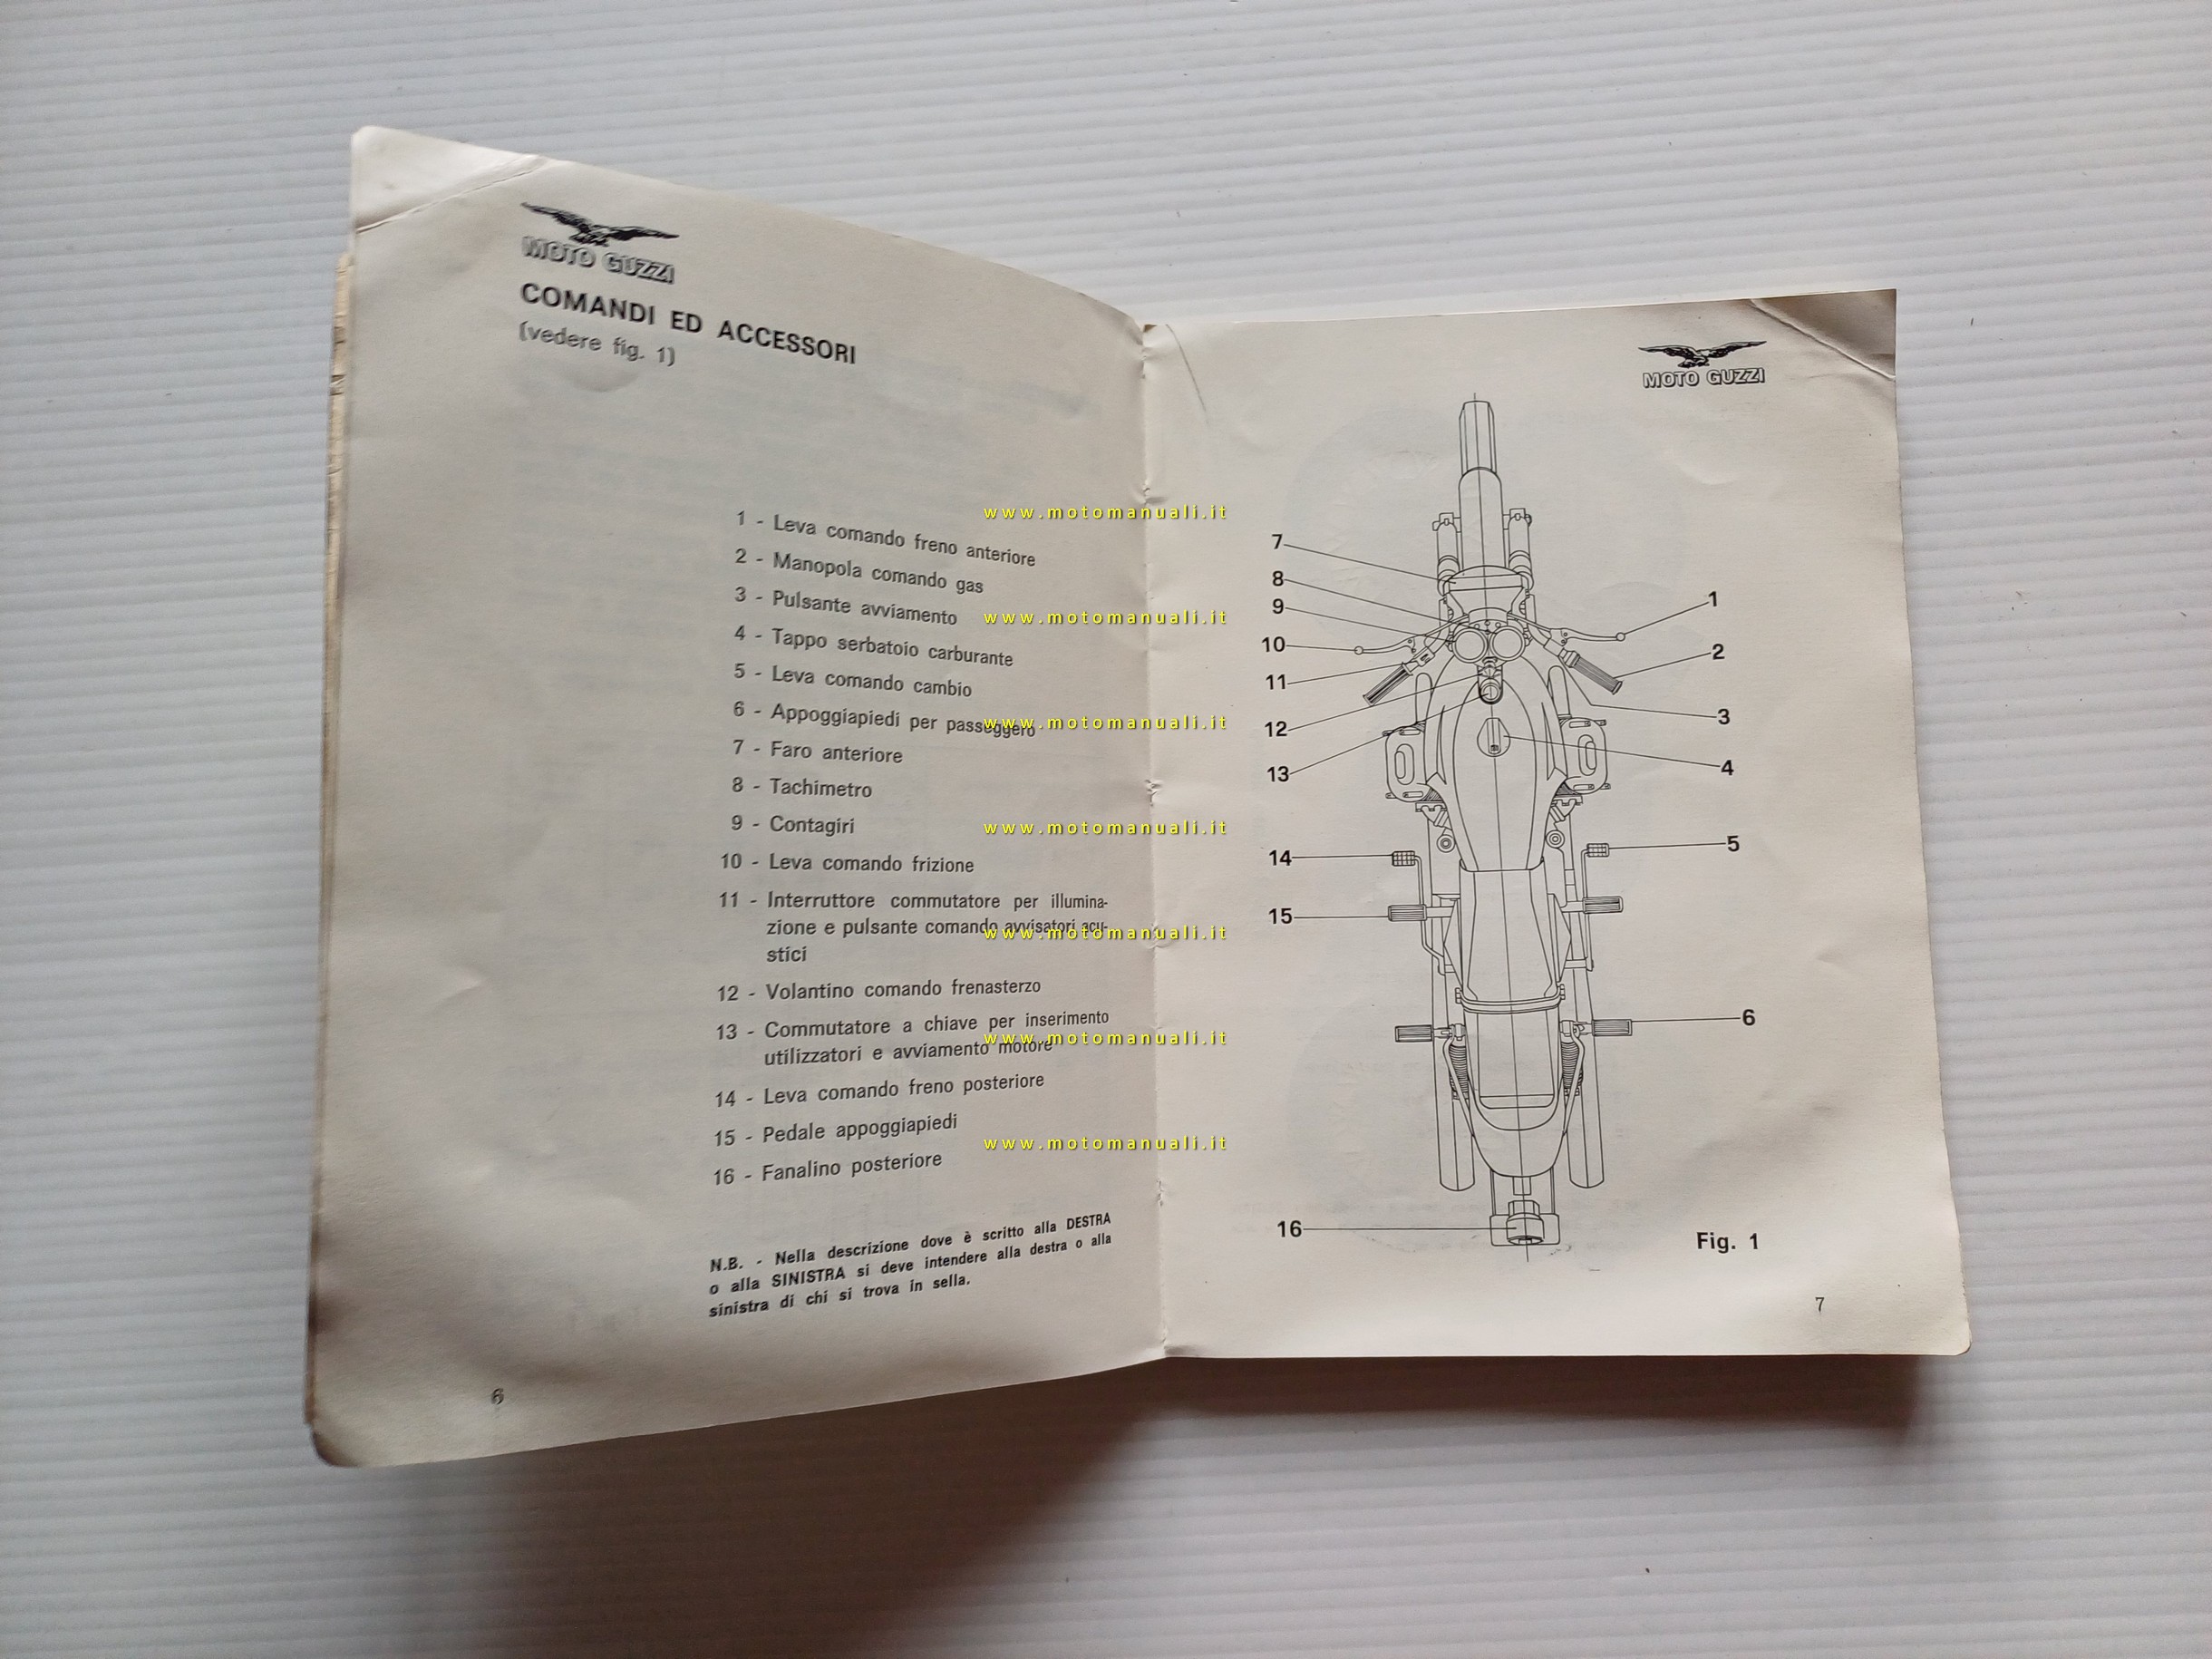 MOTO GUZZI
COMANDI ED ACCESSORI
(vedere fig. 1)
1 - Leva comando freno anteriore
2 - Manopola comando gas
3 - Pulsante avviamento
4 - Tappo serbatoio carburante
5 - Leva comando cambio
6 - Appoggiapiedi per passeggero
7 - Faro anteriore
8 - Tachimetro
9 - Contagiri
10 - Leva comando frizione
11 - Interruttore commutatore per illumina-
zione e pulsante comando avvisatori acu-
stici
12 - Volantino comando frenasterzo
13 - Commutatore a chiave per inserimento
utilizzatori e avviamento motore
14 - Leva comando freno posteriore
15 - Pedale appoggiapiedi
16 - Fanalino posteriore
N.B. - Nella descrizione dove è scritto alla DESTRA
o alla SINISTRA si deve intendere alla destra o alla
sinistra di chi si trova in sella.
6
www.motomanuali.it
www.motomanuali.it
www.motomanuali.it
www.motomanuali.it
www.motomanuali.it
www.motomanuali.it
www.motomanuali.it
MOTO GUZZI
7
8
9
10
11
12
13
14
15
16
1
2
3
4
5
6
Fig. 1
7